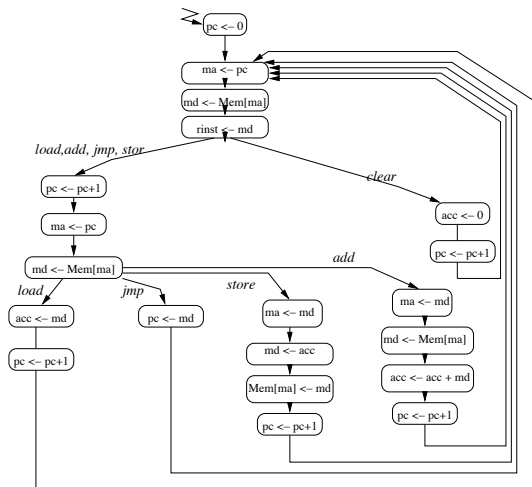 pc <- 0
ma <- pc
md <- Mem[ma]
rinst <- md
load,add, jmp, stor
clear
pc <- pc+1
acc <- 0
ma <- pc
pc <- pc+1
md <- Mem[ma]
add
load
jmp
store
ma <- md
acc <- md
pc <- md
ma <- md
md <- Mem[ma]
pc <- pc+1
md <- acc
acc <- acc + md
Mem[ma] <- md
pc <- pc+1
pc <- pc+1